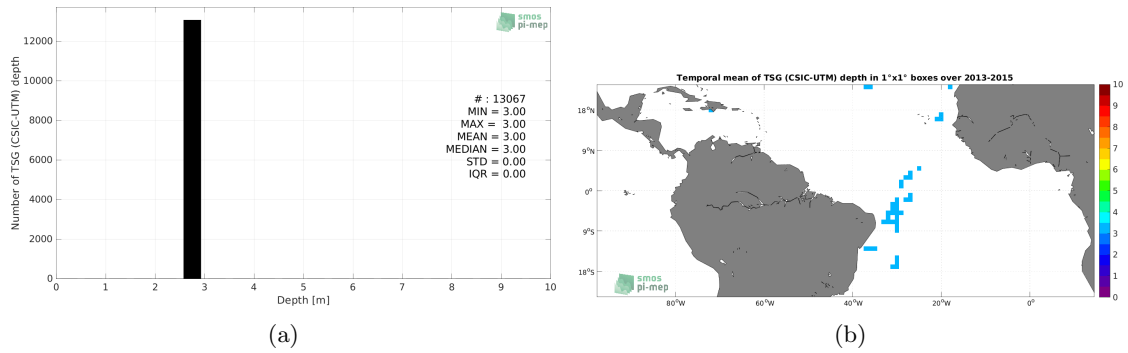 smos
pi-mep
12000
10000
8000
6000
4000
2000
0
Number of TSG (CSIC-UTM) depth
# : 13067
MIN = 3.00
MAX = 3.00
MEAN = 3.00
MEDIAN = 3.00
STD = 0.00
IQR = 0.00
0 1 2 3 4 5 6 7 8 9 10
Depth [m]
(a)
Temporal mean of TSG (CSIC-UTM) depth in 1°x1° boxes over 2013-2015
18°N
9°N
0°
9°S
18°S
80°W 60°W 40°W 20°W 0°
10
9
8
7
6
5
4
3
2
1
0
smos
pi-mep
(b)